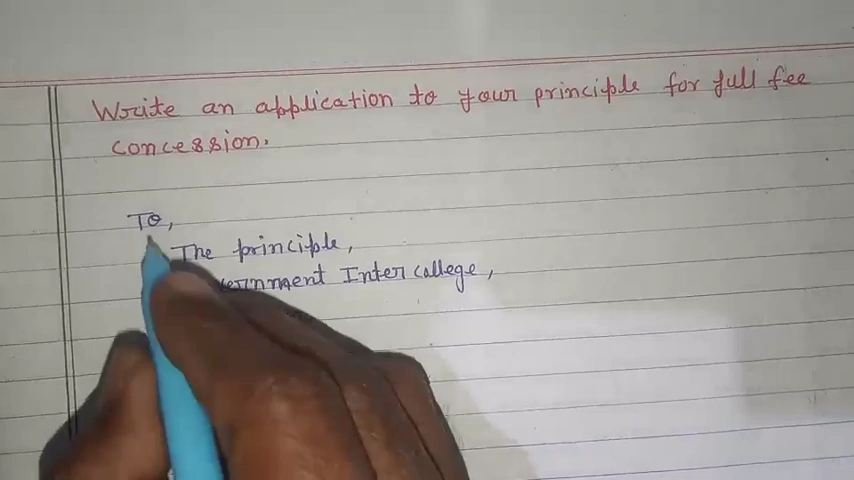 Write an application to your principle for full fee
concession.
To,
The principle,
Inter college,